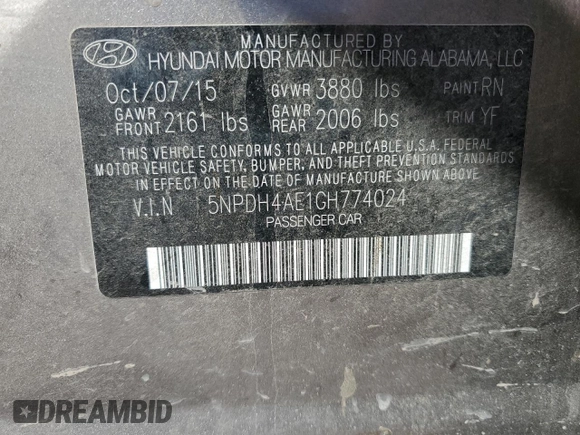 MANUFACTURED BY
HYUNDAI MOTOR MANUFACTURING ALABAMA, LLC
Oct/07/15 GVWR 3880 lbs PAINT RN
GAWR FRONT 2161 lbs GAWR REAR 2006 lbs TRIM YF
THIS VEHICLE CONFORMS TO ALL APPLICABLE U.S.A. FEDERAL
MOTOR VEHICLE SAFETY, BUMPER, AND THEFT PREVENTION STANDARDS
IN EFFECT ON THE DATE OF MANUFACTURE SHOWN ABOVE.
V.I.N 5NPDH4AE1GH774024
PASSENGER CAR
DREAMBID